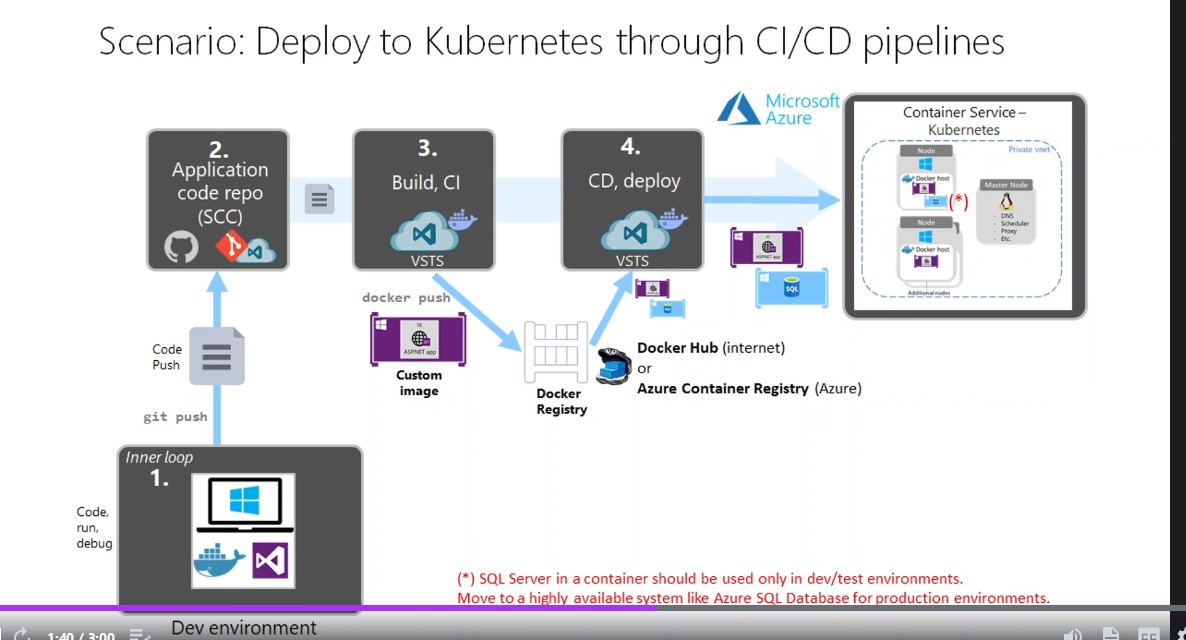 Scenario: Deploy to Kubernetes through CI/CD pipelines
Microsoft
Azure
2.
Application
code repo
(SCC)
3.
Build, CI
VSTS
4.
CD, deploy
VSTS
Container Service –
Kubernetes
Private vnet
Node
Docker host
(*)
Master Node
- DNS
- Scheduler
- Proxy
- Etc.
Node
Docker host
Additional nodes
IIS
ASP.NET app
SQL
docker push
IIS
ASP.NET app
Custom
image
Docker
Registry
Docker Hub (internet)
or
Azure Container Registry (Azure)
Code
Push
git push
Inner loop
1.
Code,
run,
debug
Dev environment
(*) SQL Server in a container should be used only in dev/test environments.
Move to a highly available system like Azure SQL Database for production environments.
1:40 / 3:00
CC